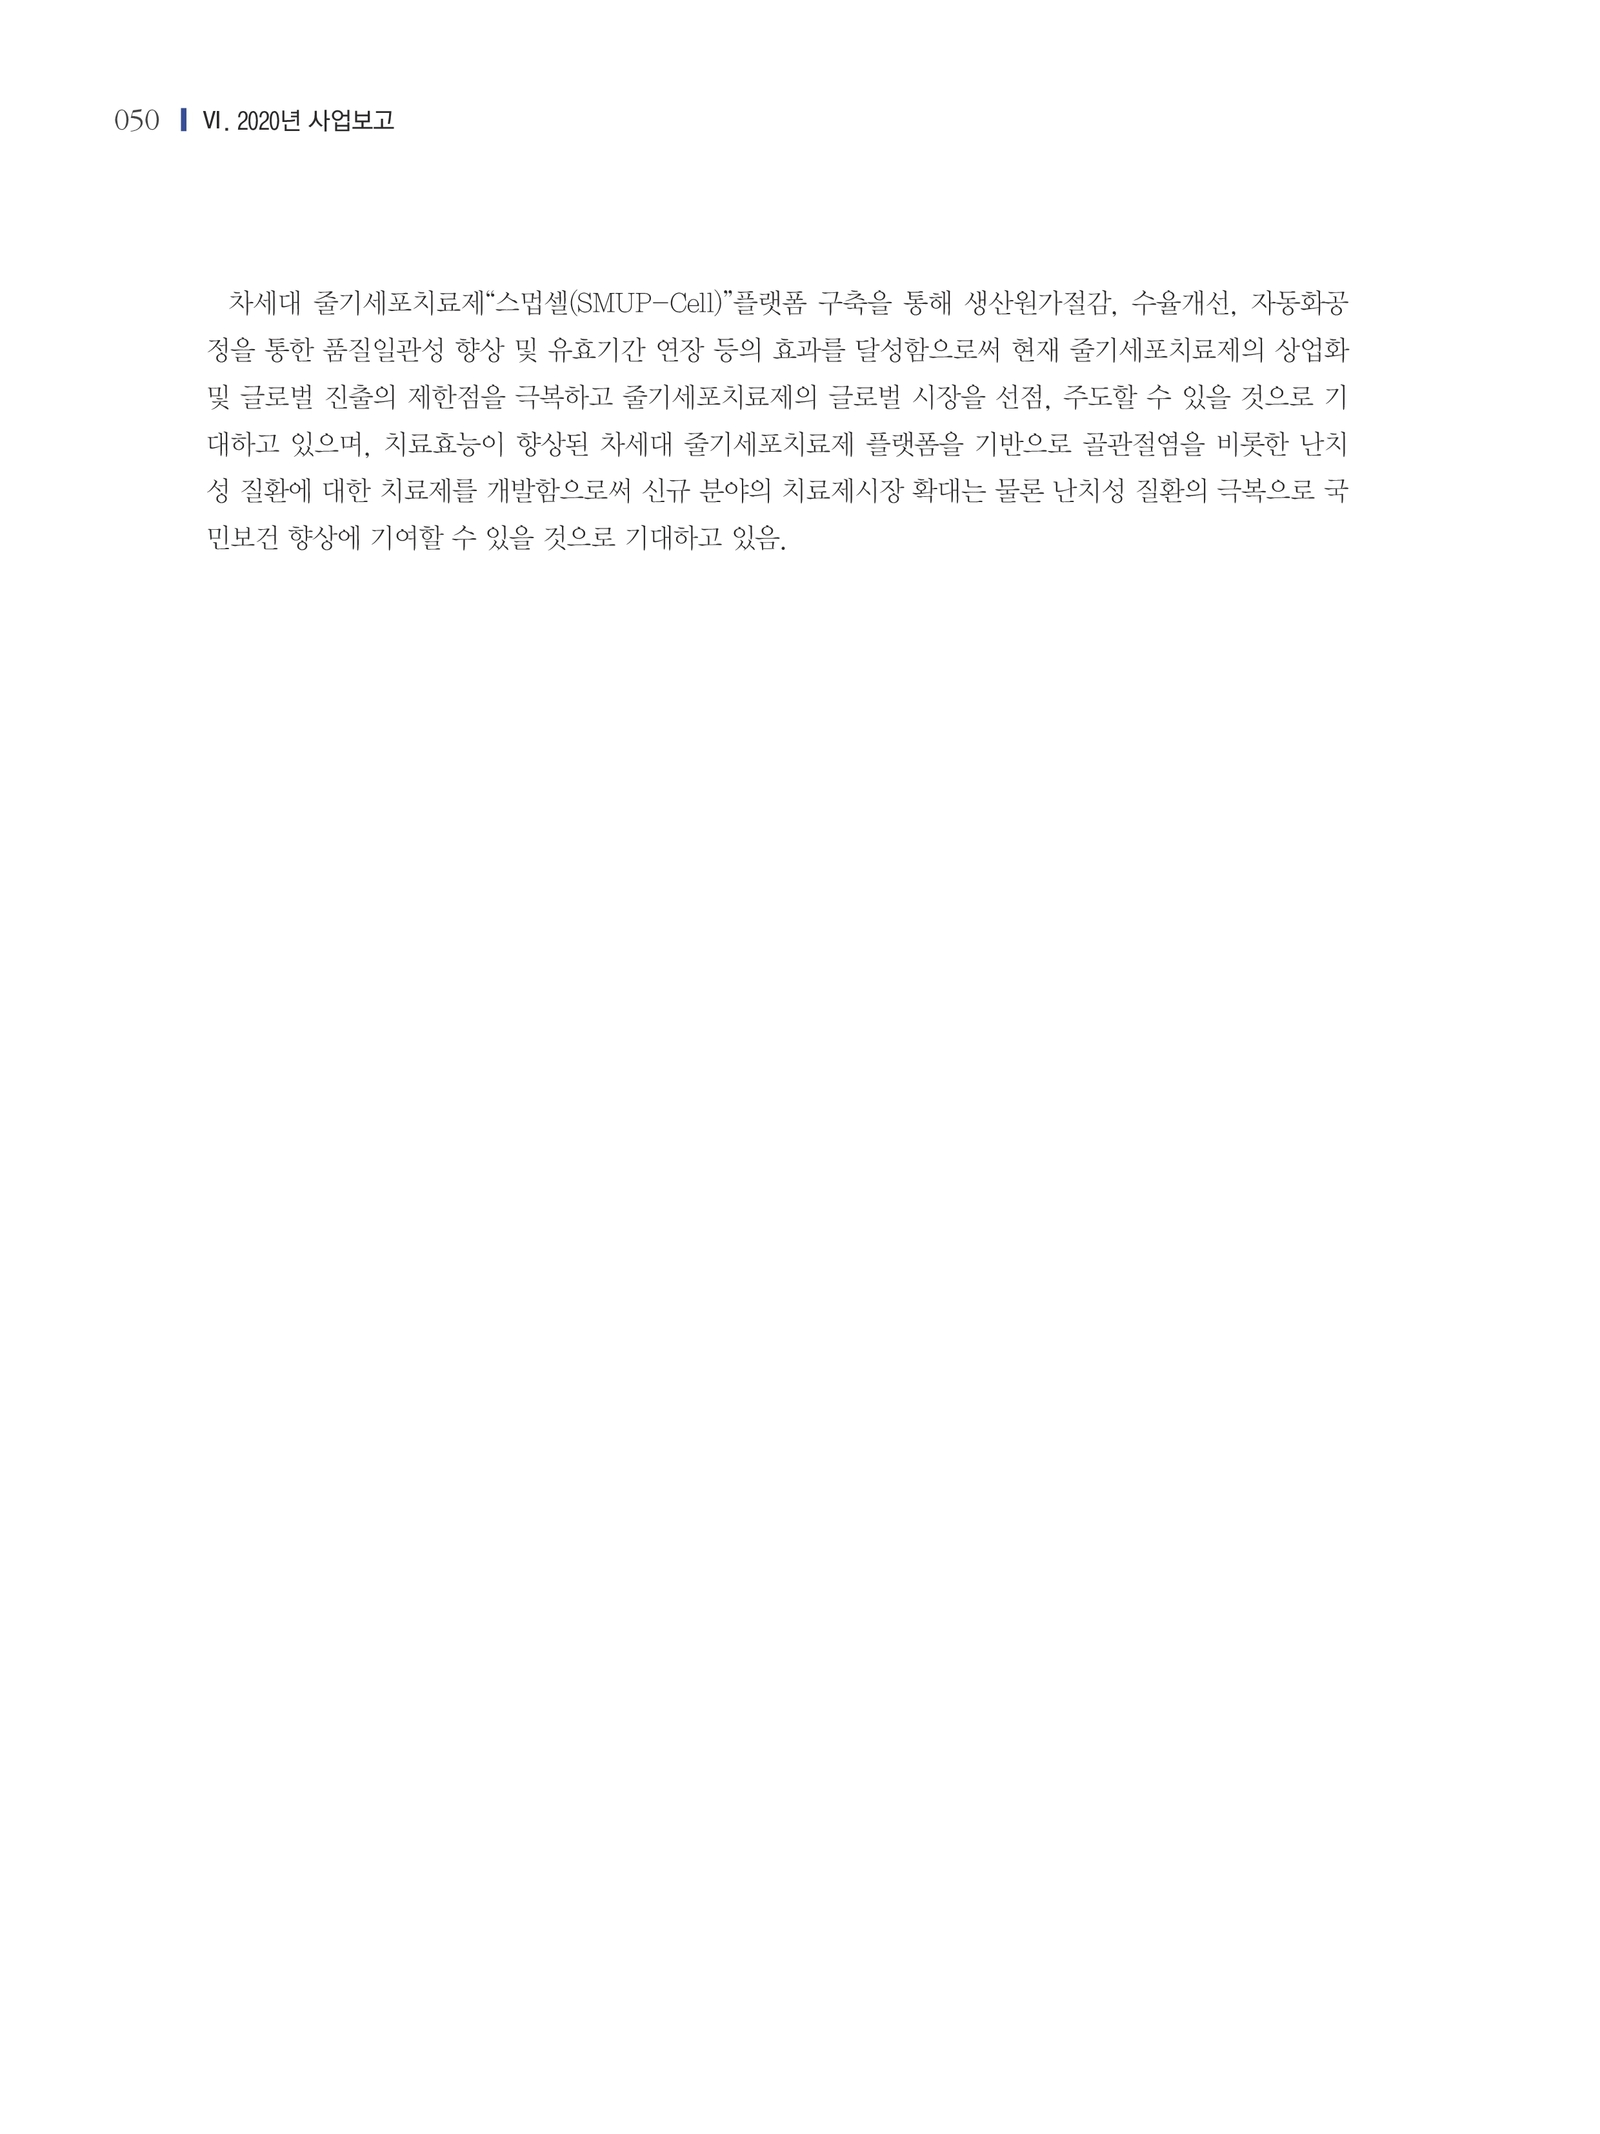 050 VI. 2020년 사업보고
차세대 줄기세포치료제“스멉셀(SMUP-Cell)”플랫폼 구축을 통해 생산원가절감, 수율개선, 자동화공
정을 통한 품질일관성 향상 및 유효기간 연장 등의 효과를 달성함으로써 현재 줄기세포치료제의 상업화
및 글로벌 진출의 제한점을 극복하고 줄기세포치료제의 글로벌 시장을 선점, 주도할 수 있을 것으로 기
대하고 있으며, 치료효능이 향상된 차세대 줄기세포치료제 플랫폼을 기반으로 골관절염을 비롯한 난치
성 질환에 대한 치료제를 개발함으로써 신규 분야의 치료제시장 확대는 물론 난치성 질환의 극복으로 국
민보건 향상에 기여할 수 있을 것으로 기대하고 있음.